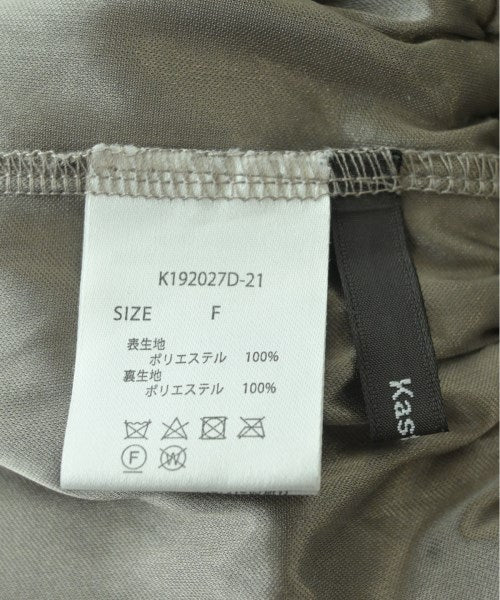 K192027D-21
SIZE F
表生地
ポリエステル 100%
裏生地
ポリエステル 100%
F W
Kas